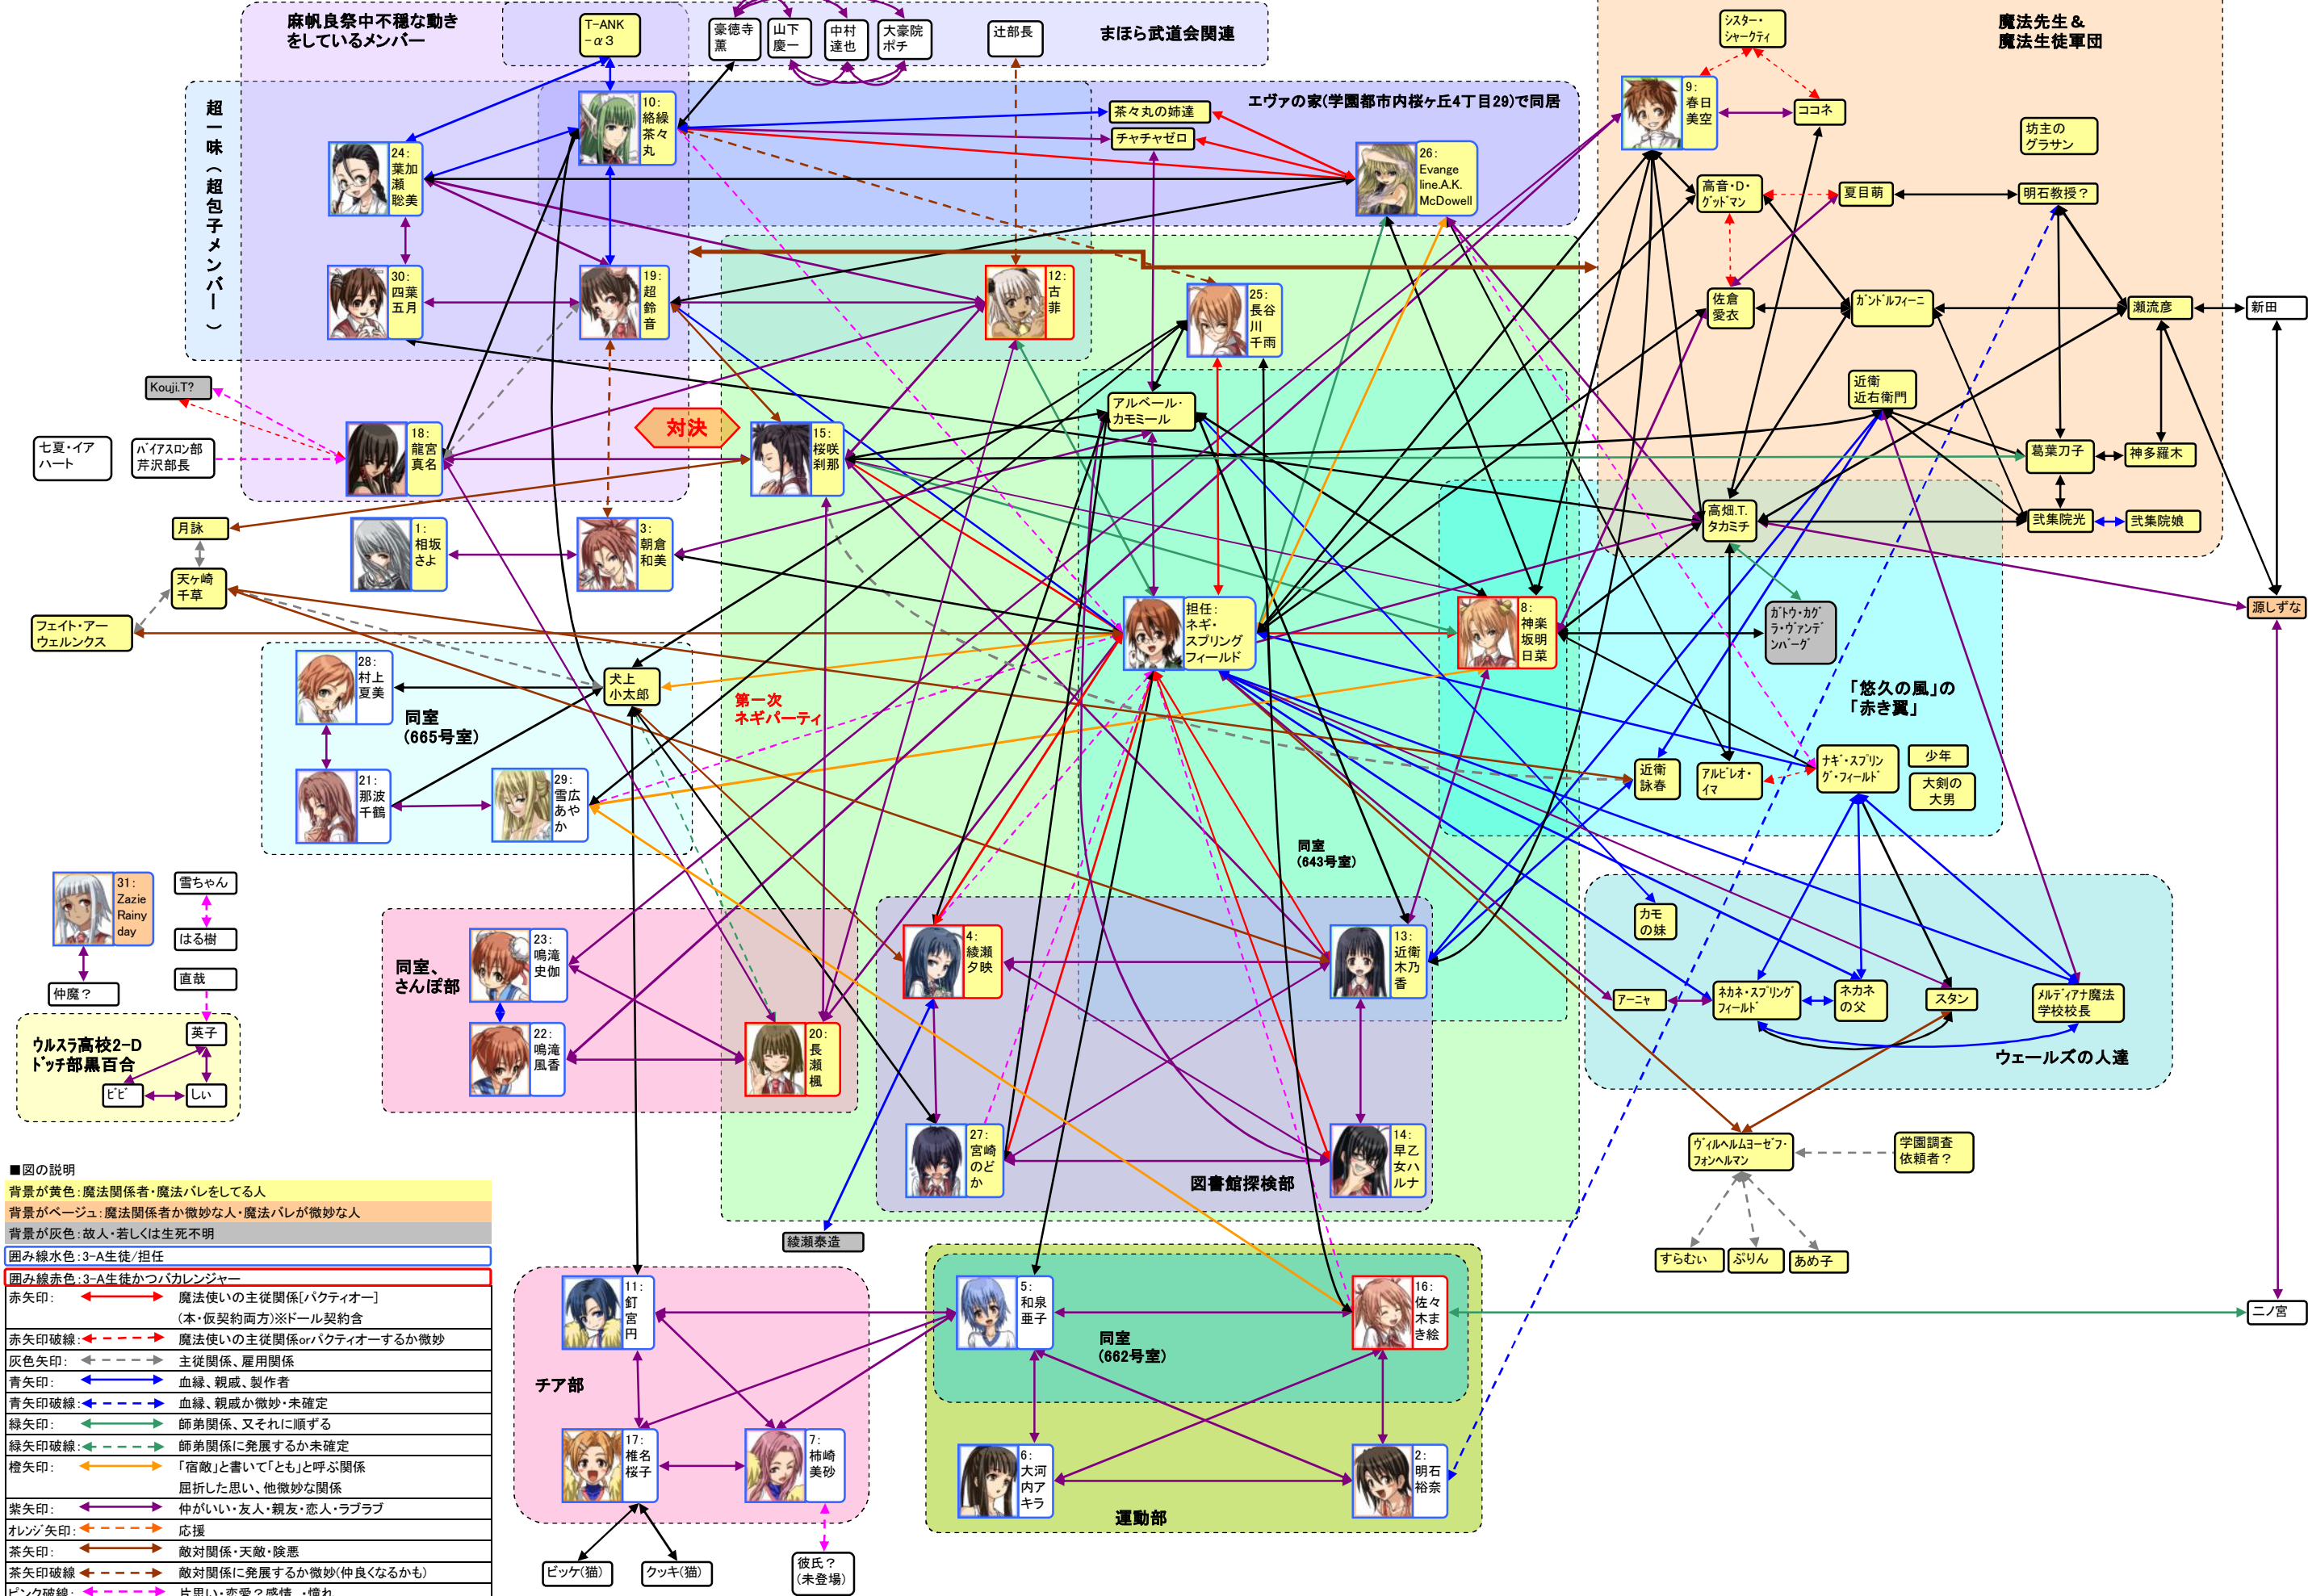 麻帆良祭中不穏な動き
をしているメンバー
T-ANK
-α3
豪徳寺
薫
山下
慶一
中村
達也
大豪院
ポチ
辻部長
まほら武道会関連
シスター・
シャークティ
魔法先生＆
魔法生徒軍団
超一味（超包子メンバー）
10:
絡繰
茶々
丸
茶々丸の姉達
チャチャゼロ
エヴァの家(学園都市内桜ヶ丘4丁目29)で同居
9:
春日
美空
ココネ
坊主の
グラサン
24:
葉加
瀬
聡美
26:
Evange
line.A.K.
McDowell
高音・D・
グッドマン
夏目萌
明石教授？
30:
四葉
五月
19:
超
鈴
音
12:
古
菲
25:
長谷
川
千雨
佐倉
愛衣
ガンドルフィーニ
瀬流彦
新田
Kouji.T?
七夏・イア
ハート
バイアスロン部
芹沢部長
18:
龍宮
真名
対決
15:
桜咲
刹那
アルベール・
カモミール
近衛
近右衛門
葛葉刀子
神多羅木
月詠
1:
相坂
さよ
3:
朝倉
和美
高畑.T.
タカミチ
弐集院光
弐集院娘
天ヶ崎
千草
フェイト・アー
ウェルンクス
担任:
ネギ・
スプリング
フィールド
8:
神楽
坂明
日菜
ガトウ・カグ
ラ・ヴァンデ
ンバーグ
源しずな
28:
村上
夏美
同室
(665号室)
犬上
小太郎
第一次
ネギパーティ
「悠久の風」の
「赤き翼」
21:
那波
千鶴
29:
雪広
あや
か
近衛
詠春
アルビレオ・
イマ
ナギ・スプリン
グ・フィールド
少年
大剣の
大男
同室
(643号室)
31:
Zazie
Rainy
day
雪ちゃん
はる樹
仲魔？
直哉
同室、
さんぽ部
23:
鳴滝
史伽
4:
綾瀬
夕映
13:
近衛
木乃
香
カモ
の妹
アーニャ
ネカネ・スプリング
フィールド
ネカネ
の父
スタン
メルディアナ魔法
学校校長
ウェールズの人達
ウルスラ高校2-D
ドッチ部黒百合
英子
ビビ
しい
22:
鳴滝
風香
20:
長
瀬
楓
27:
宮崎
のど
か
14:
早乙
女ハ
ルナ
図書館探検部
ヴィルヘルムヨーゼフ・
フォンヘルマン
学園調査
依頼者？
すらむぃ
ぷりん
あめ子
綾瀬泰造
■図の説明
背景が黄色：魔法関係者・魔法バレをしてる人
背景がベージュ：魔法関係者か微妙な人・魔法バレが微妙な人
背景が灰色：故人・若しくは生死不明
囲み線水色：3-A生徒/担任
囲み線赤色：3-A生徒かつバカレンジャー
赤矢印： 魔法使いの主従関係[パクティオー]
(本・仮契約両方)※ドール契約含
赤矢印破線： 魔法使いの主従関係orパクティオーするか微妙
灰色矢印： 主従関係、雇用関係
青矢印： 血縁、親戚、製作者
青矢印破線： 血縁、親戚か微妙・未確定
緑矢印： 師弟関係、又それに順ずる
緑矢印破線： 師弟関係に発展するか未確定
橙矢印： 「宿敵」と書いて「とも」と呼ぶ関係
屈折した思い、他微妙な関係
紫矢印： 仲がいい・友人・親友・恋人・ラブラブ
オレンジ矢印： 応援
茶矢印： 敵対関係・天敵・険悪
茶矢印破線 敵対関係に発展するか微妙(仲良くなるかも)
ピンク破線： 片思い・恋愛？感情 ・憧れ
11:
釘
宮
円
5:
和泉
亜子
16:
佐々
木ま
き絵
二ノ宮
同室
(662号室)
チア部
17:
椎名
桜子
7:
柿崎
美砂
6:
大河
内ア
キラ
2:
明石
裕奈
運動部
ビッケ(猫)
クッキ(猫)
彼氏？
(未登場)